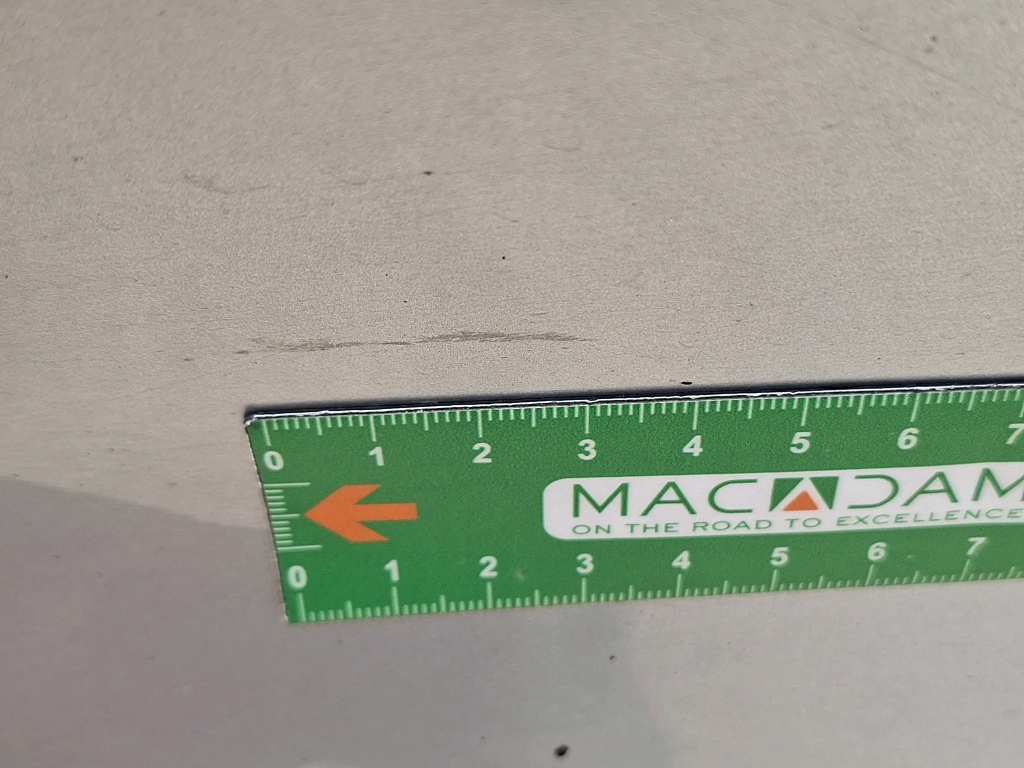 0 1 2 3 4 5 6 7
MACADAM
ON THE ROAD TO EXCELLENCE
0 1 2 3 4 5 6 7